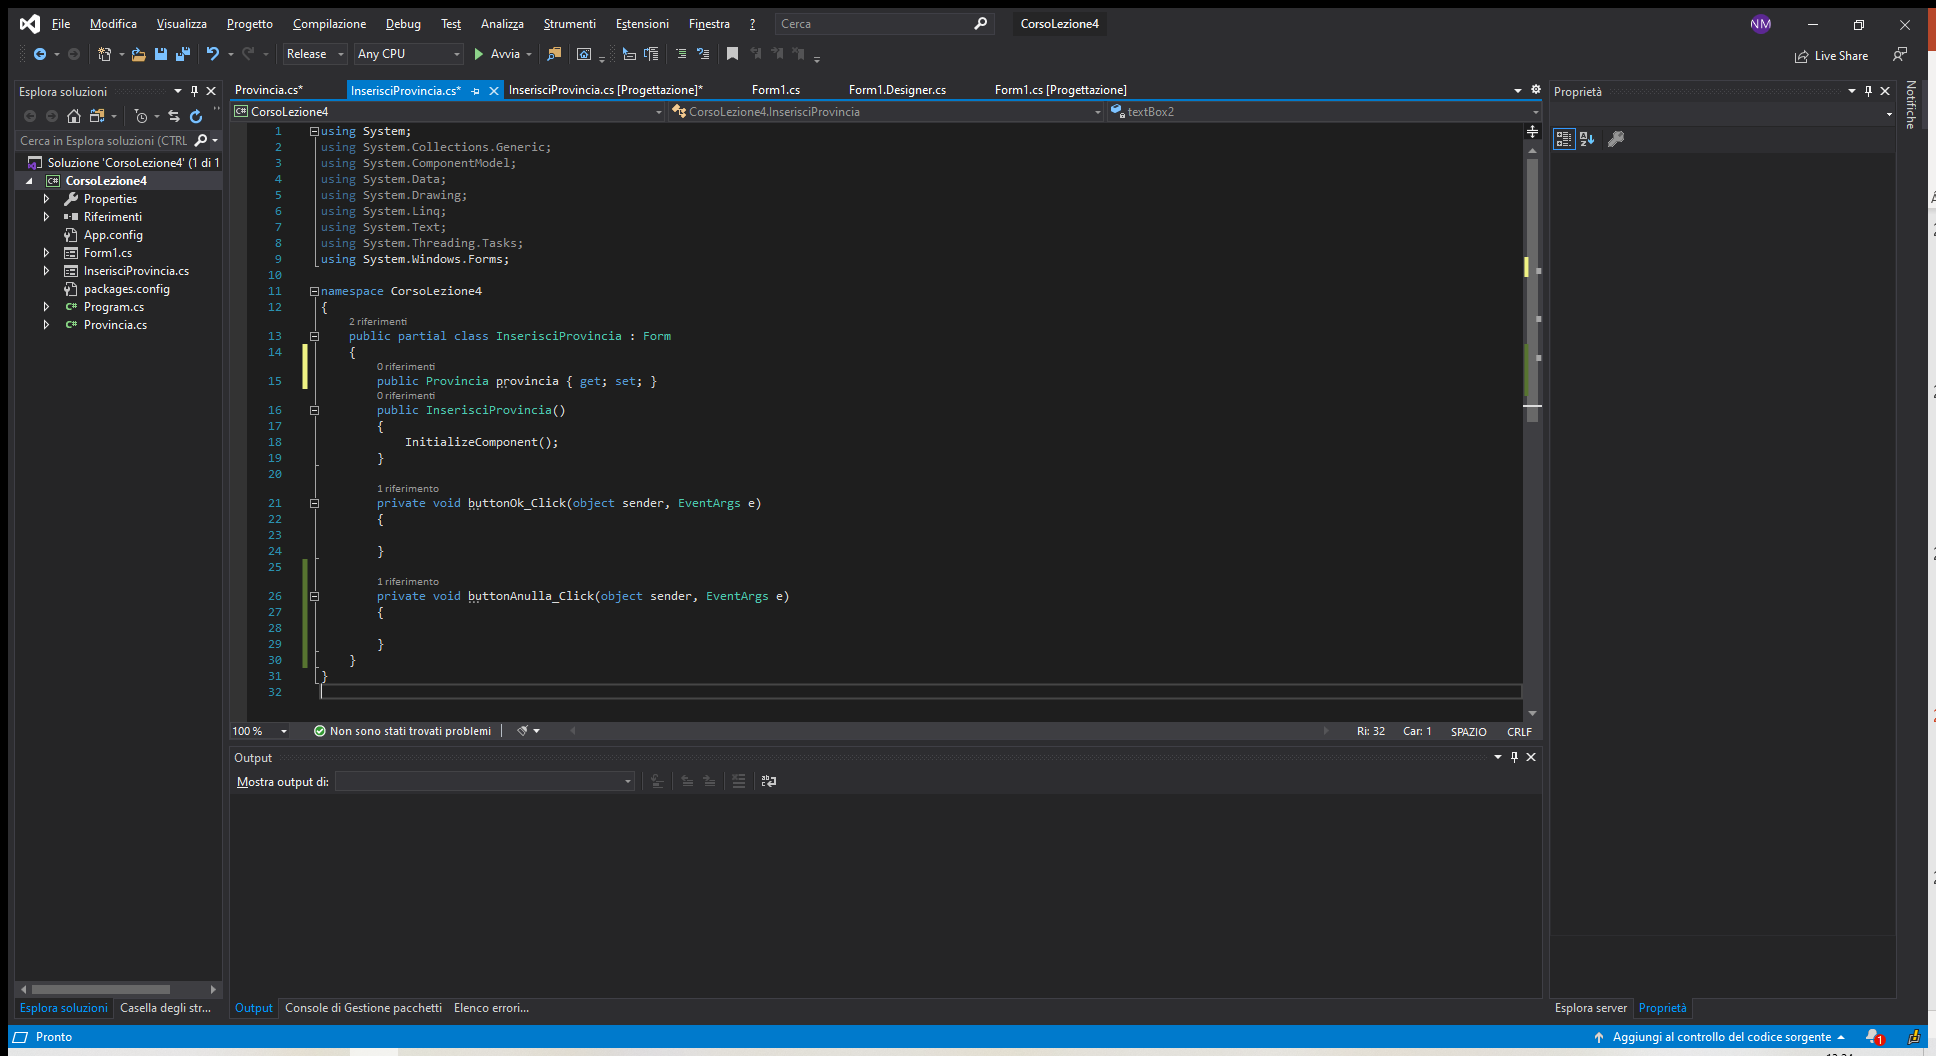 File Modifica Visualizza Progetto Compilazione Debug Test Analizza Strumenti Estensioni Finestra ? Cerca CorsoLezione4 NM
Release Any CPU Avvia Live Share
Esplora soluzioni
Cerca in Esplora soluzioni (CTRL
Soluzione 'CorsoLezione4' (1 di 1
CorsoLezione4
Properties
Riferimenti
App.config
Form1.cs
InserisciProvincia.cs
packages.config
Program.cs
Provincia.cs
Esplora soluzioni Casella degli str...
Provincia.cs* InserisciProvincia.cs* InserisciProvincia.cs [Progettazione]* Form1.cs Form1.Designer.cs Form1.cs [Progettazione]
CorsoLezione4 CorsoLezione4.InserisciProvincia textBox2
1 using System;
2 using System.Collections.Generic;
3 using System.ComponentModel;
4 using System.Data;
5 using System.Drawing;
6 using System.Linq;
7 using System.Text;
8 using System.Threading.Tasks;
9 using System.Windows.Forms;
10
11 namespace CorsoLezione4
12 {
2 riferimenti
13 public partial class InserisciProvincia : Form
14 {
0 riferimenti
15 public Provincia provincia { get; set; }
0 riferimenti
16 public InserisciProvincia()
17 {
18 InitializeComponent();
19 }
20
1 riferimento
21 private void buttonOk_Click(object sender, EventArgs e)
22 {
23
24 }
25
1 riferimento
26 private void buttonAnulla_Click(object sender, EventArgs e)
27 {
28
29 }
30 }
31 }
32
100 % Non sono stati trovati problemi Ri: 32 Car: 1 SPAZIO CRLF
Output
Mostra output di:
Output Console di Gestione pacchetti Elenco errori...
Proprietà
Notifiche
Esplora server Proprietà
Pronto Aggiungi al controllo del codice sorgente 1